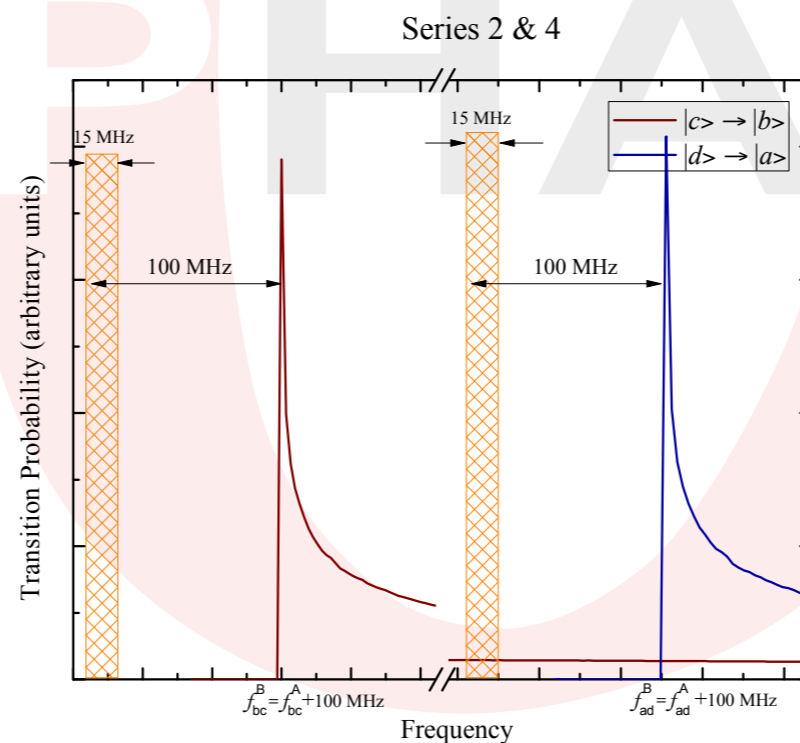 Series 2 & 4
PHA
15 MHz
15 MHz
|c> → |b>
|d> → |a>
100 MHz
100 MHz
Transition Probability (arbitrary units)
f_bc^B=f_bc^A+100 MHz
f_ad^B=f_ad^A+100 MHz
Frequency